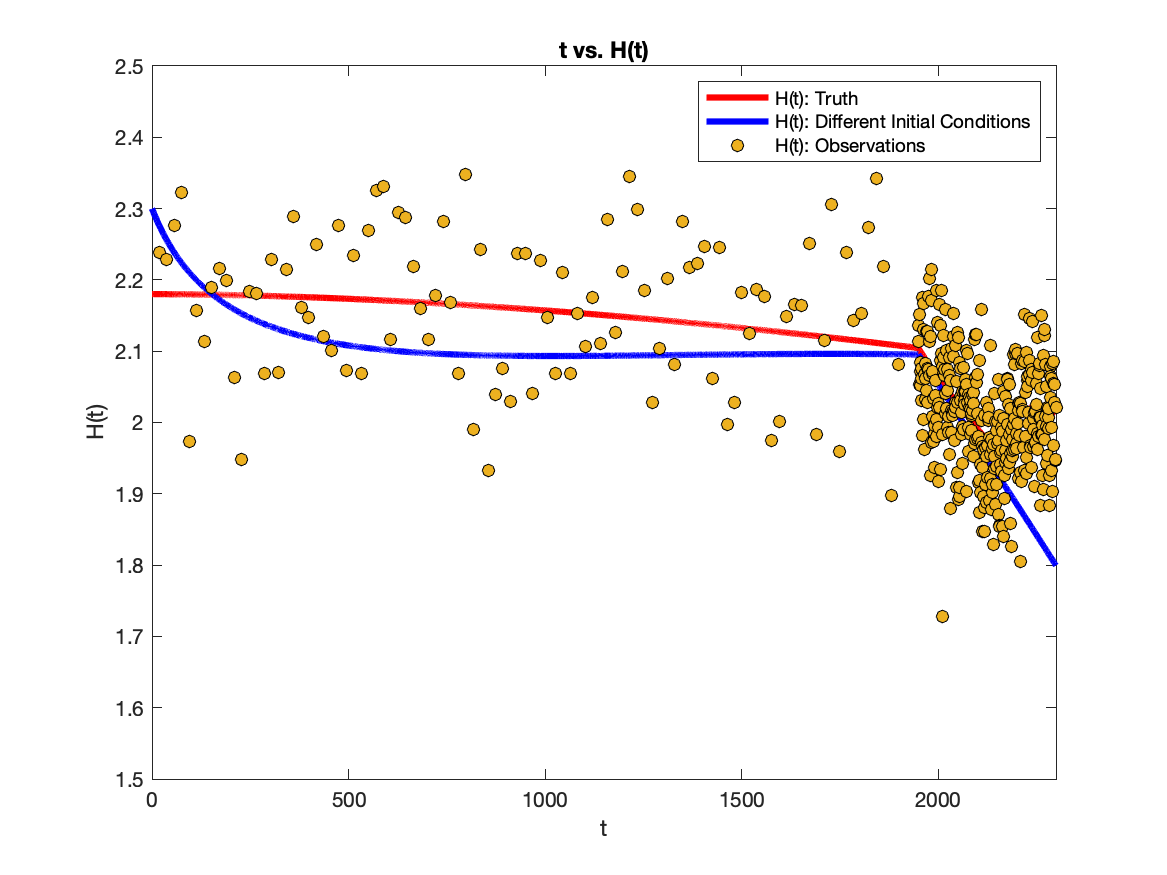 t vs. H(t)
H(t): Truth
H(t): Different Initial Conditions
H(t): Observations
2.5
2.4
2.3
2.2
2.1
2
1.9
1.8
1.7
1.6
1.5
H(t)
0 500 1000 1500 2000
t